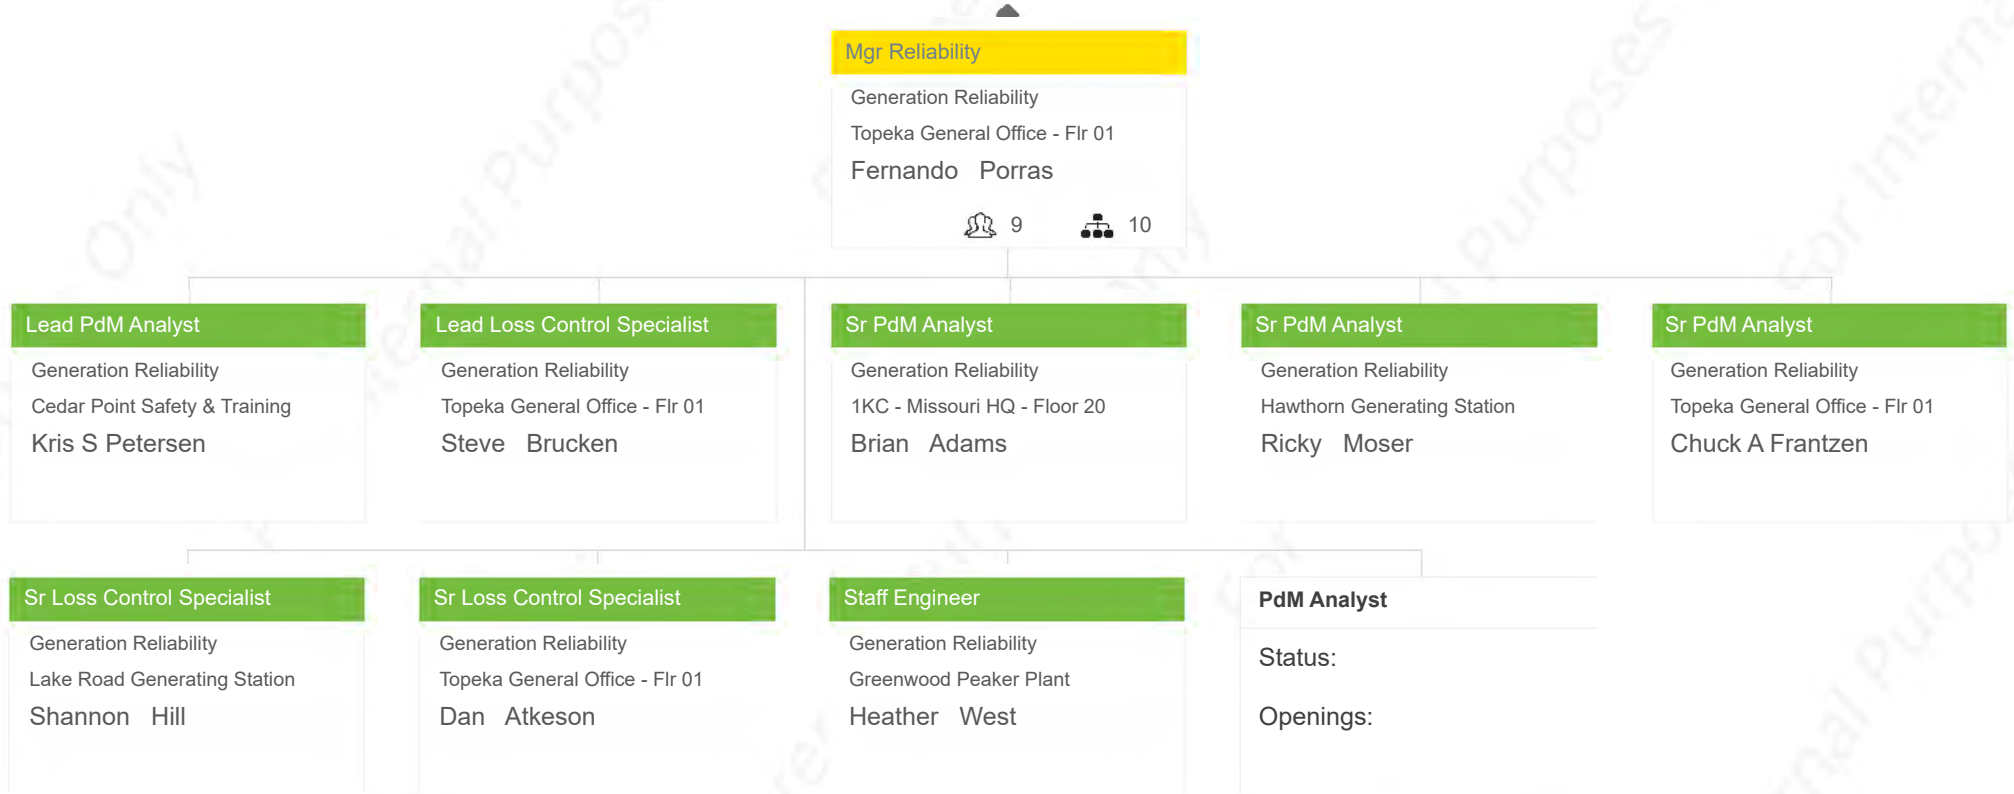 Mgr Reliability
Generation Reliability
Topeka General Office - Flr 01
Fernando Porras
9 10
Lead PdM Analyst
Generation Reliability
Cedar Point Safety & Training
Kris S Petersen
Lead Loss Control Specialist
Generation Reliability
Topeka General Office - Flr 01
Steve Brucken
Sr PdM Analyst
Generation Reliability
1KC - Missouri HQ - Floor 20
Brian Adams
Sr PdM Analyst
Generation Reliability
Hawthorn Generating Station
Ricky Moser
Sr PdM Analyst
Generation Reliability
Topeka General Office - Flr 01
Chuck A Frantzen
Sr Loss Control Specialist
Generation Reliability
Lake Road Generating Station
Shannon Hill
Sr Loss Control Specialist
Generation Reliability
Topeka General Office - Flr 01
Dan Atkeson
Staff Engineer
Generation Reliability
Greenwood Peaker Plant
Heather West
PdM Analyst
Status:
Openings: